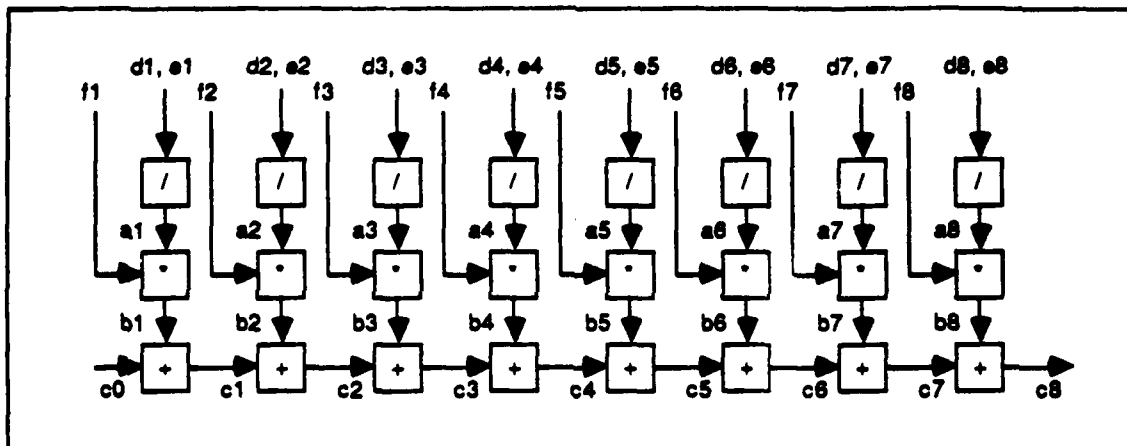 d1, e1 d2, e2 d3, e3 d4, e4 d5, e5 d6, e6 d7, e7 d8, e8
f1 f2 f3 f4 f5 f6 f7 f8
/ / / / / / / /
a1 a2 a3 a4 a5 a6 a7 a8
* * * * * * * *
b1 b2 b3 b4 b5 b6 b7 b8
+ + + + + + + +
c0 c1 c2 c3 c4 c5 c6 c7 c8